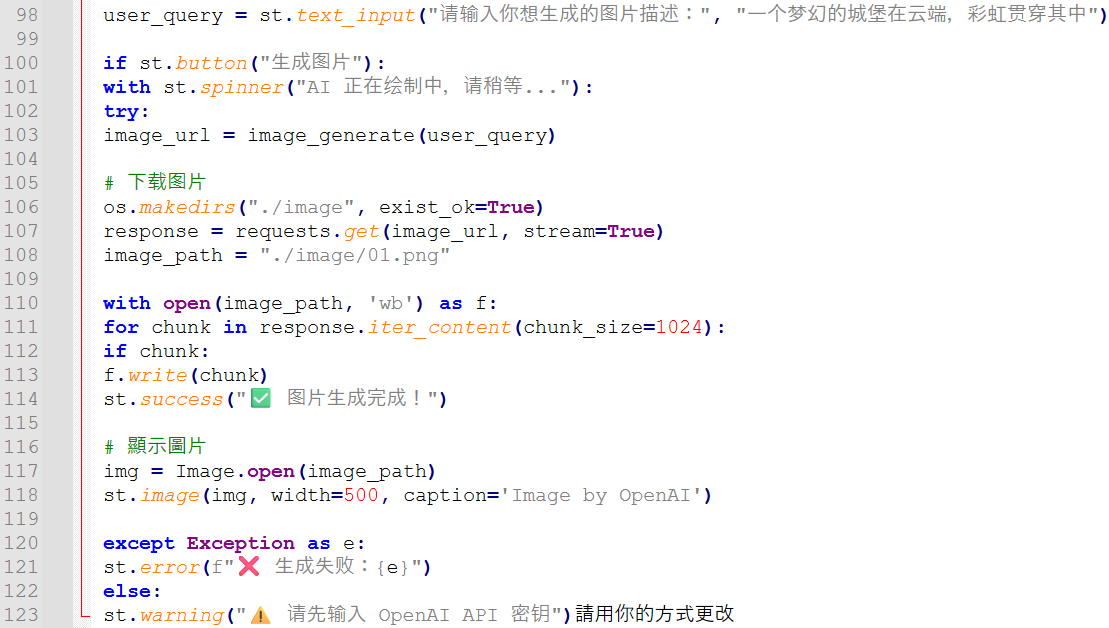 98 user_query = st.text_input("请输入你想生成的图片描述：", "一个梦幻的城堡在云端，彩虹贯穿其中")
99
100 if st.button("生成图片"):
101 with st.spinner("AI 正在绘制中，请稍等..."):
102 try:
103 image_url = image_generate(user_query)
104
105 # 下载图片
106 os.makedirs("./image", exist_ok=True)
107 response = requests.get(image_url, stream=True)
108 image_path = "./image/01.png"
109
110 with open(image_path, 'wb') as f:
111 for chunk in response.iter_content(chunk_size=1024):
112 if chunk:
113 f.write(chunk)
114 st.success("✅ 图片生成完成！")
115
116 # 顯示圖片
117 img = Image.open(image_path)
118 st.image(img, width=500, caption='Image by OpenAI')
119
120 except Exception as e:
121 st.error(f"❌ 生成失败：{e}")
122 else:
123 st.warning("⚠️ 请先输入 OpenAI API 密钥")請用你的方式更改